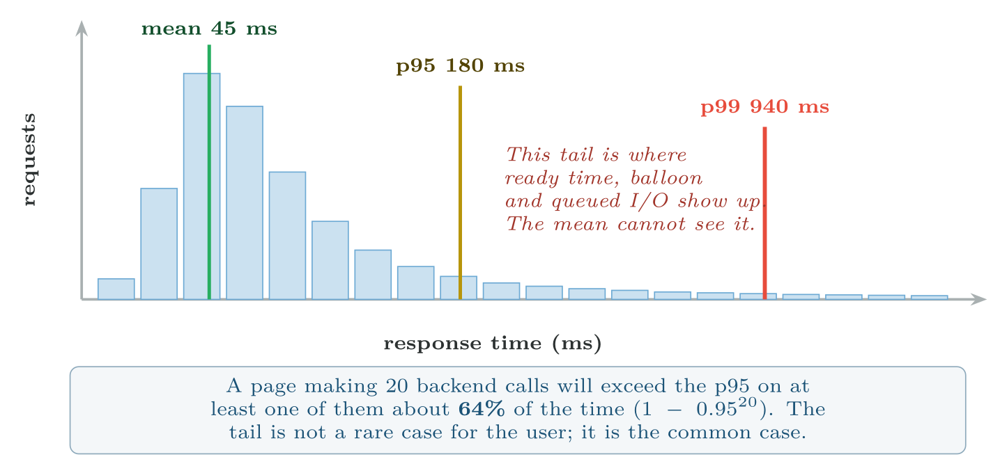 mean 45 ms
p95 180 ms
p99 940 ms
requests
This tail is where
ready time, balloon
and queued I/O show up.
The mean cannot see it.
response time (ms)
A page making 20 backend calls will exceed the p95 on at
least one of them about 64% of the time (1 − 0.95²⁰). The
tail is not a rare case for the user; it is the common case.